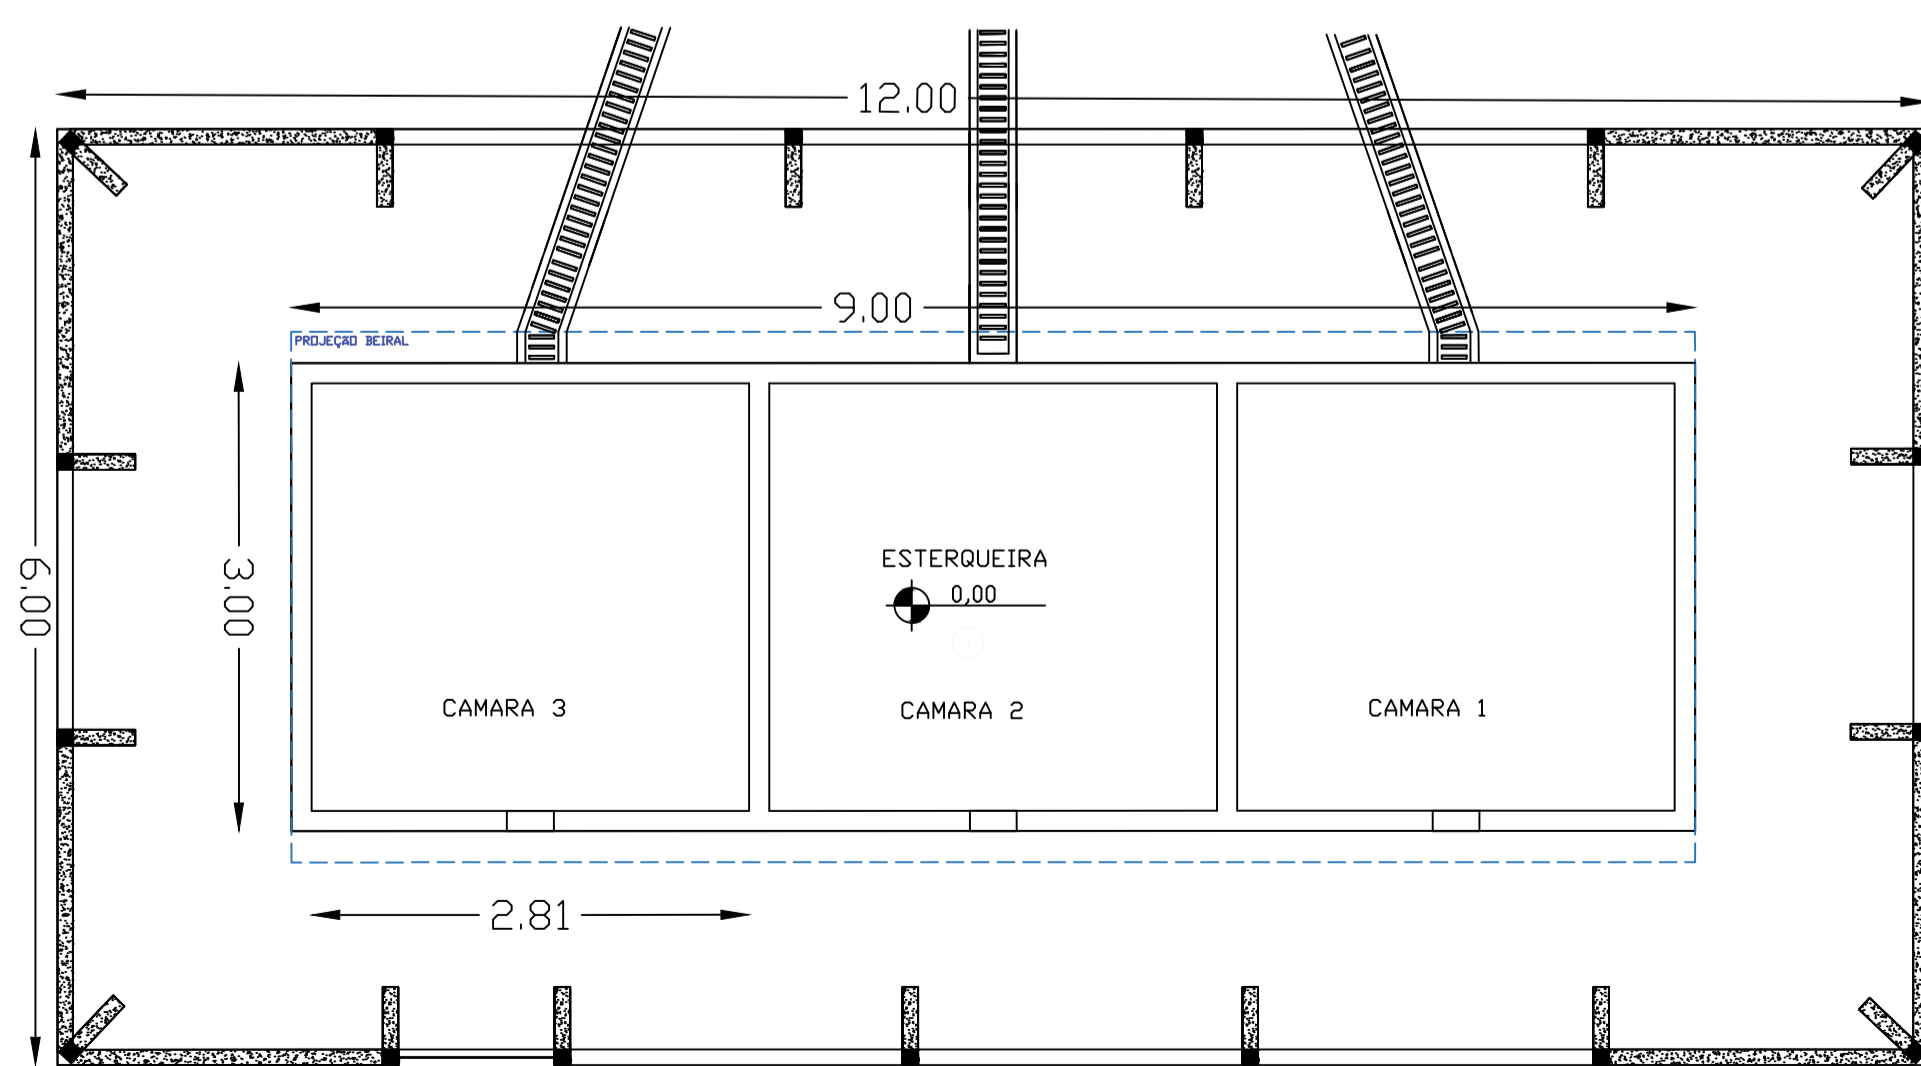 12.00
9.00
PROJEÇÃO BEIRAL
6.00
3.00
ESTERQUEIRA
0,00
1
CAMARA 3
CAMARA 2
CAMARA 1
2.81